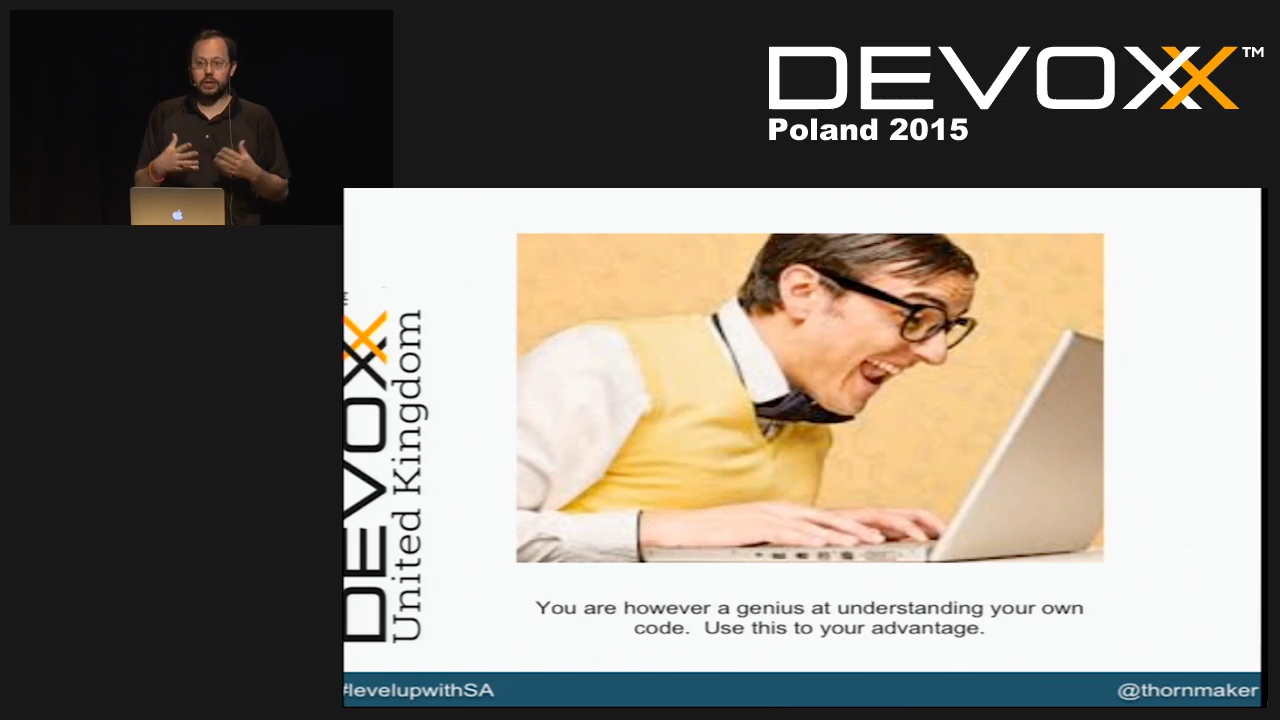 DEVOXX™
Poland 2015
DEVOXX™
United Kingdom
You are however a genius at understanding your own
code.  Use this to your advantage.
#levelupwithSA
@thornmaker